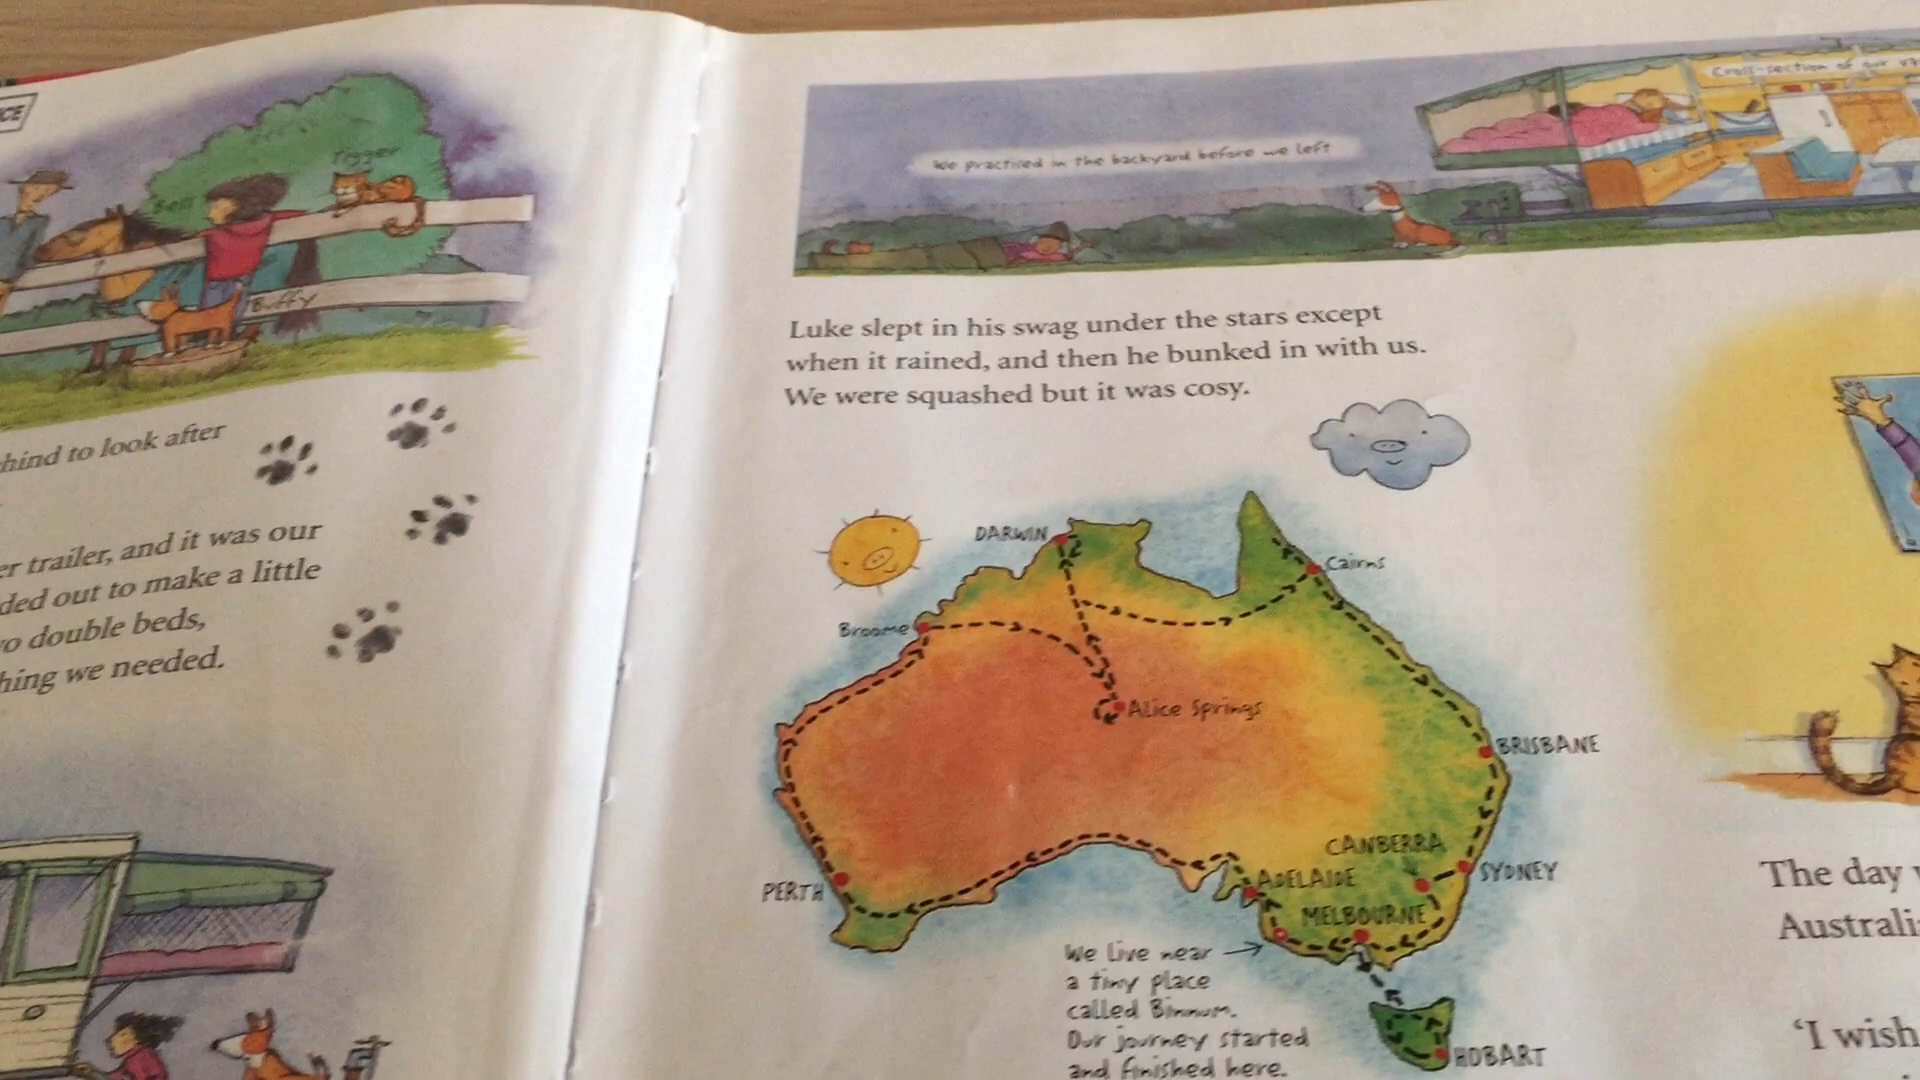 Tigger
Bell
Buffy
hind to look after
er trailer, and it was our
ded out to make a little
vo double beds,
hing we needed.
We practised in the backyard before we left
Cross-section of our
Luke slept in his swag under the stars except
when it rained, and then he bunked in with us.
We were squashed but it was cosy.
DARWIN
Cairns
Broome
Alice Springs
BRISBANE
CANBERRA
SYDNEY
ADELAIDE
PERTH
MELBOURNE
We live near
a tiny place
called Binnum.
Our journey started
and finished here.
HOBART
The day
Australi
'I wish